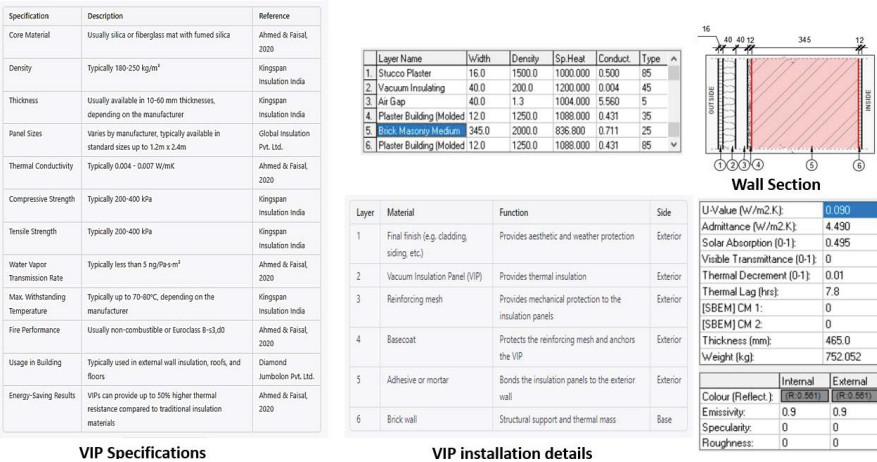 Specification Description Reference
Core Material Usually silica or fiberglass mat with fumed silica Ahmed & Faisal,
2020
Density Typically 180-250 kg/m³ Kingspan
Insulation India
Thickness Usually available in 10-60 mm thicknesses, Kingspan
depending on the manufacturer Insulation India
Panel Sizes Varies by manufacturer, typically available in Global Insulation
standard sizes up to 1.2m x 2.4m Pvt. Ltd.
Thermal Conductivity Typically 0.004 - 0.007 W/mK Ahmed & Faisal,
2020
Compressive Strength Typically 200-400 kPa Kingspan
Insulation India
Tensile Strength Typically 200-400 kPa Kingspan
Insulation India
Water Vapor Typically less than 5 ng/Pa·s·m² Ahmed & Faisal,
Transmission Rate 2020
Max. Withstanding Typically up to 70-80ºC, depending on the Kingspan
Temperature manufacturer Insulation India
Fire Performance Usually non-combustible or Euroclass B-s3,d0 Ahmed & Faisal,
2020
Usage in Building Typically used in external wall insulation, roofs, and Diamond
floors Jumbolon Pvt. Ltd.
Energy-Saving Results VIPs can provide up to 50% higher thermal Ahmed & Faisal,
resistance compared to traditional insulation 2020
materials
VIP Specifications
Layer Name Width Density Sp.Heat Conduct. Type
1. Stucco Plaster 16.0 1500.0 1000.000 0.500 85
2. Vacuum Insulating 40.0 200.0 1200.000 0.004 45
3. Air Gap 40.0 1.3 1004.000 5.560 5
4. Plaster Building (Molded 12.0 1250.0 1088.000 0.431 35
5. Brick Masonry Medium 345.0 2000.0 836.800 0.711 25
6. Plaster Building (Molded 12.0 1250.0 1088.000 0.431 85
16
40 40 12 345 12
OUTSIDE
INSIDE
1 2 3 4 5 6
Wall Section
Layer Material Function Side
1 Final finish (e.g. cladding, Provides aesthetic and weather protection Exterior
siding, etc.)
2 Vacuum Insulation Panel (VIP) Provides thermal insulation Exterior
3 Reinforcing mesh Provides mechanical protection to the Exterior
insulation panels
4 Basecoat Protects the reinforcing mesh and anchors Exterior
the VIP
5 Adhesive or mortar Bonds the insulation panels to the exterior Exterior
wall
6 Brick wall Structural support and thermal mass Base
VIP installation details
U-Value (W/m2.K): 0.090
Admittance (W/m2.K): 4.490
Solar Absorption (0-1): 0.495
Visible Transmittance (0-1): 0
Thermal Decrement (0-1): 0.01
Thermal Lag (hrs): 7.8
[SBEM] CM 1: 0
[SBEM] CM 2: 0
Thickness (mm): 465.0
Weight (kg): 752.052
Internal External
Colour (Reflect.): (R:0.561) (R:0.561)
Emissivity: 0.9 0.9
Specularity: 0 0
Roughness: 0 0